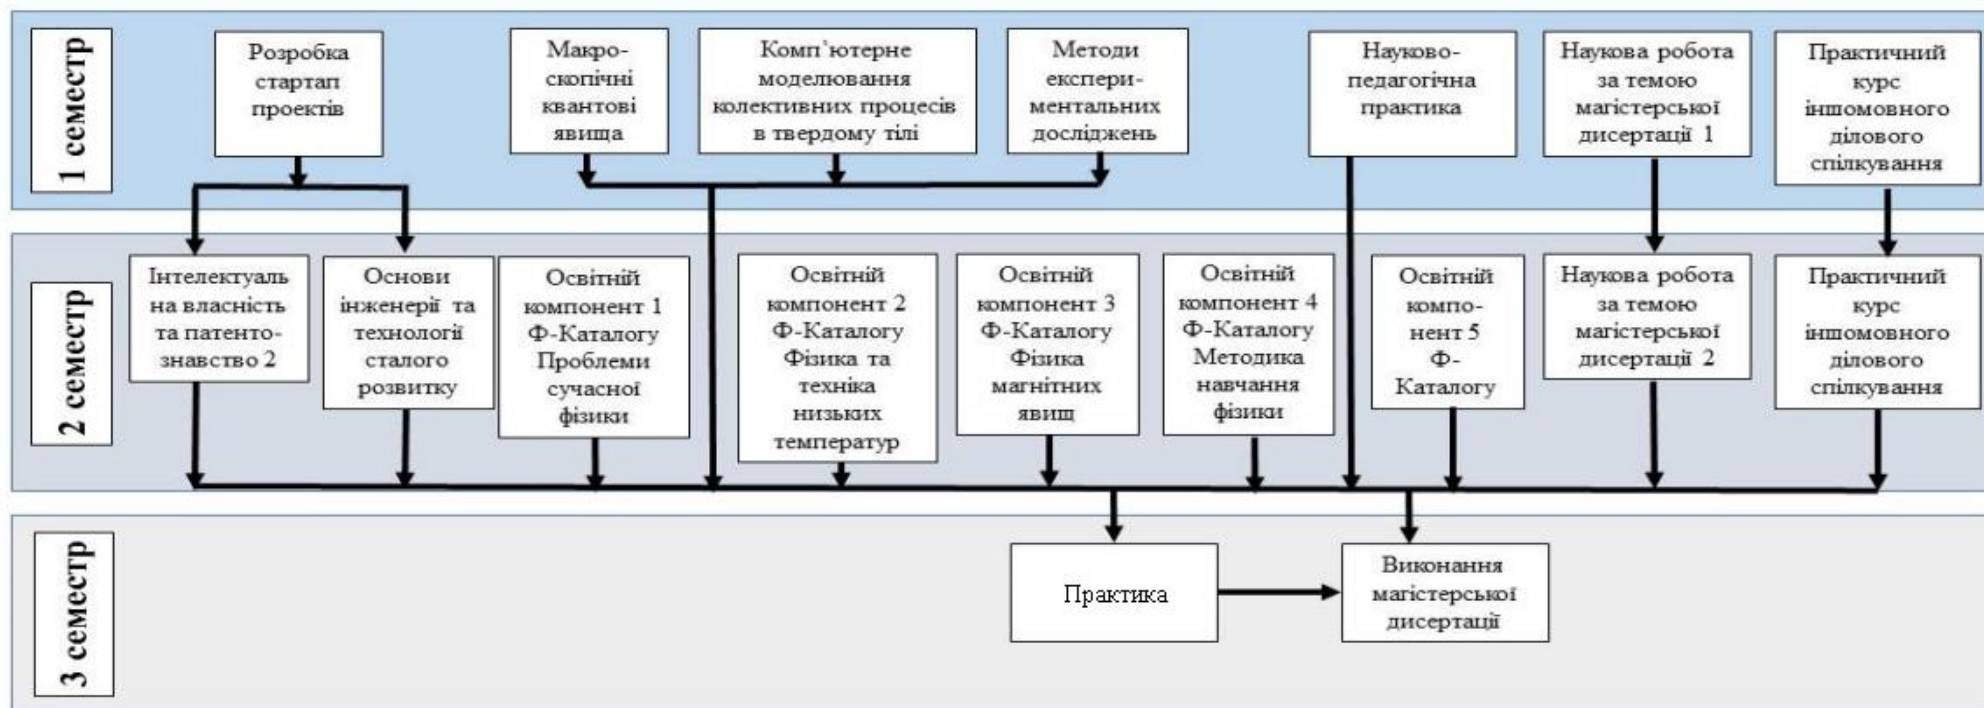 1 семестр
Розробка
стартап
проектів
Макро-
скопічні
квантові
явища
Комп’ютерне
моделювання
колективних процесів
в твердому тілі
Методи
експери-
ментальних
досліджень
Науково-
педагогічна
практика
Наукова робота
за темою
магістерської
дисертації 1
Практичний
курс
іншомовного
ділового
спілкування
2 семестр
Інтелектуаль
на власність
та патенто-
знавство 2
Основи
інженерії та
технології
сталого
розвитку
Освітній
компонент 1
Ф-Каталогу
Проблеми
сучасної
фізики
Освітній
компонент 2
Ф-Каталогу
Фізика та
техніка
низьких
температур
Освітній
компонент 3
Ф-Каталогу
Фізика
магнітних
явищ
Освітній
компонент 4
Ф-Каталогу
Методика
навчання
фізики
Освітній
компо-
нент 5
Ф-
Каталогу
Наукова робота
за темою
магістерської
дисертації 2
Практичний
курс
іншомовного
ділового
спілкування
3 семестр
Практика
Виконання
магістерської
дисертації